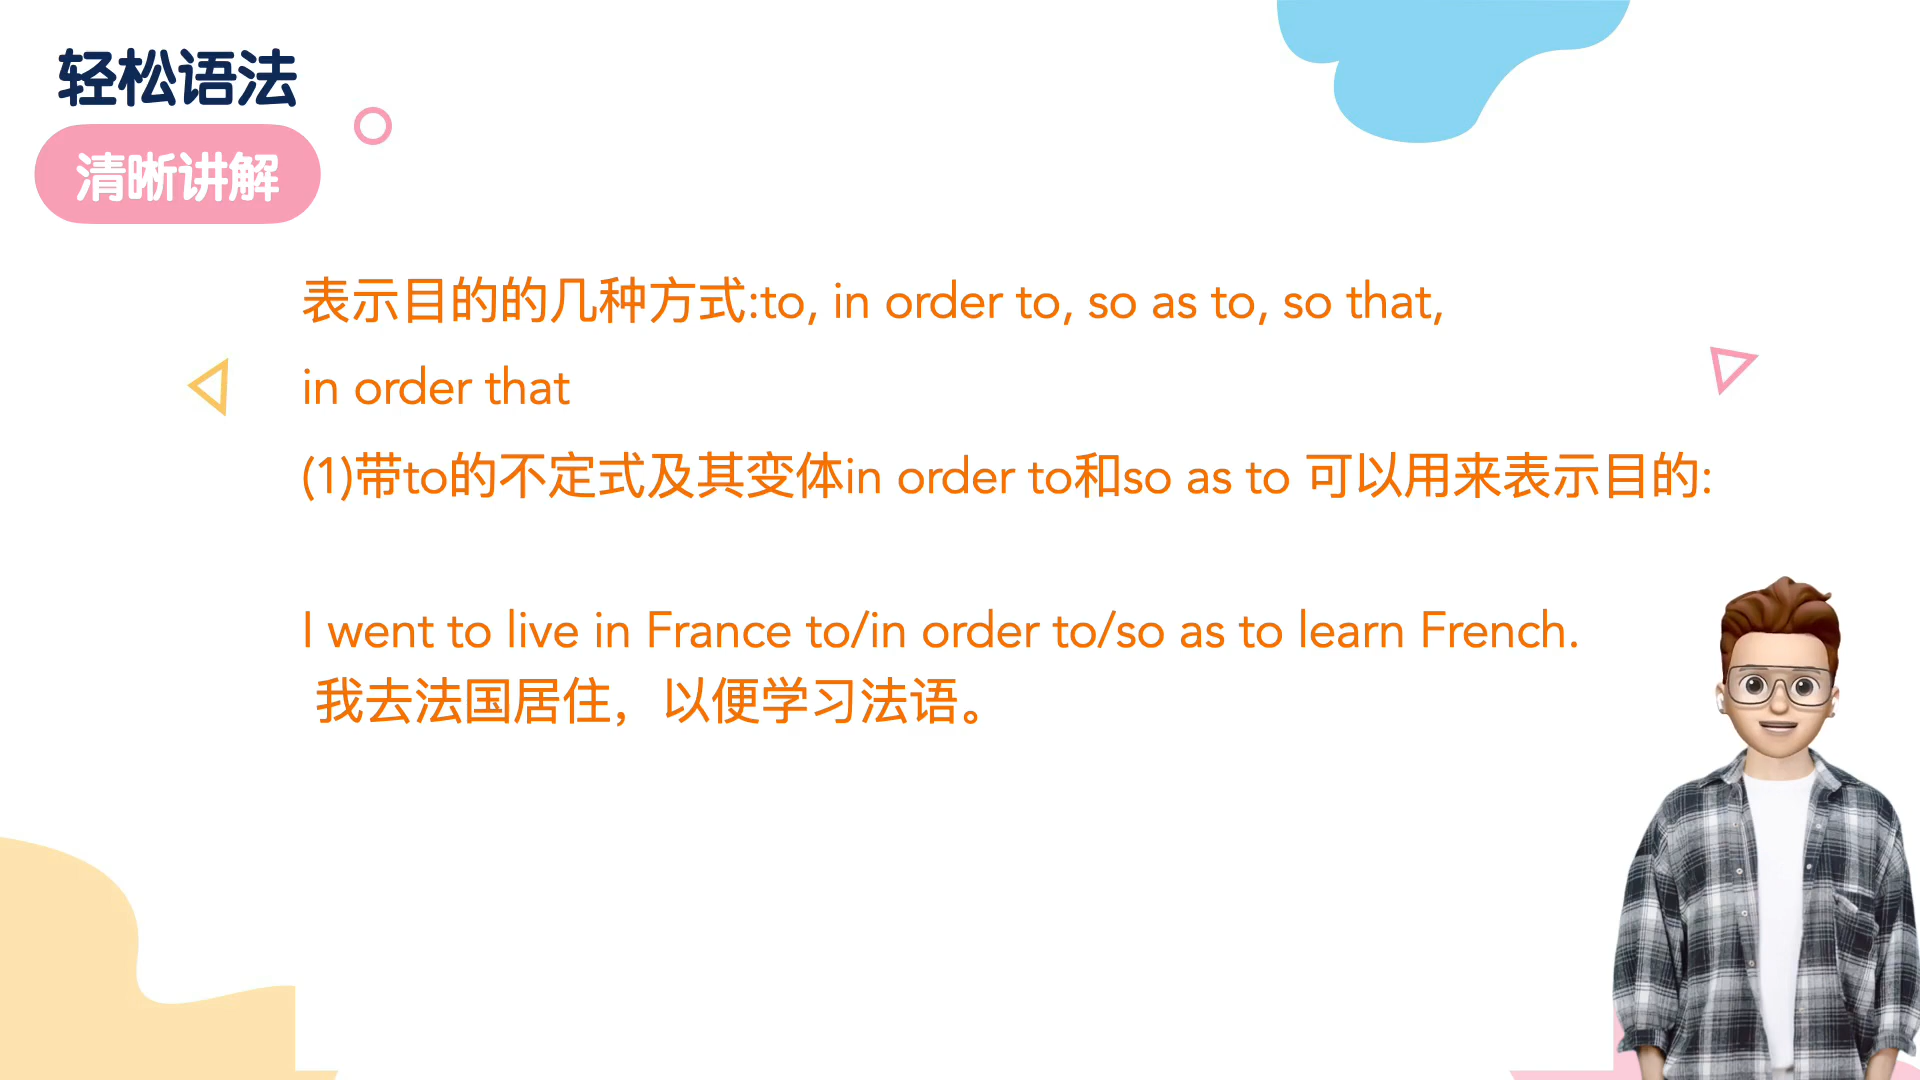 轻松语法
清晰讲解
表示目的的几种方式:to, in order to, so as to, so that,
in order that
(1)带to的不定式及其变体in order to和so as to 可以用来表示目的:
I went to live in France to/in order to/so as to learn French.
我去法国居住，以便学习法语。